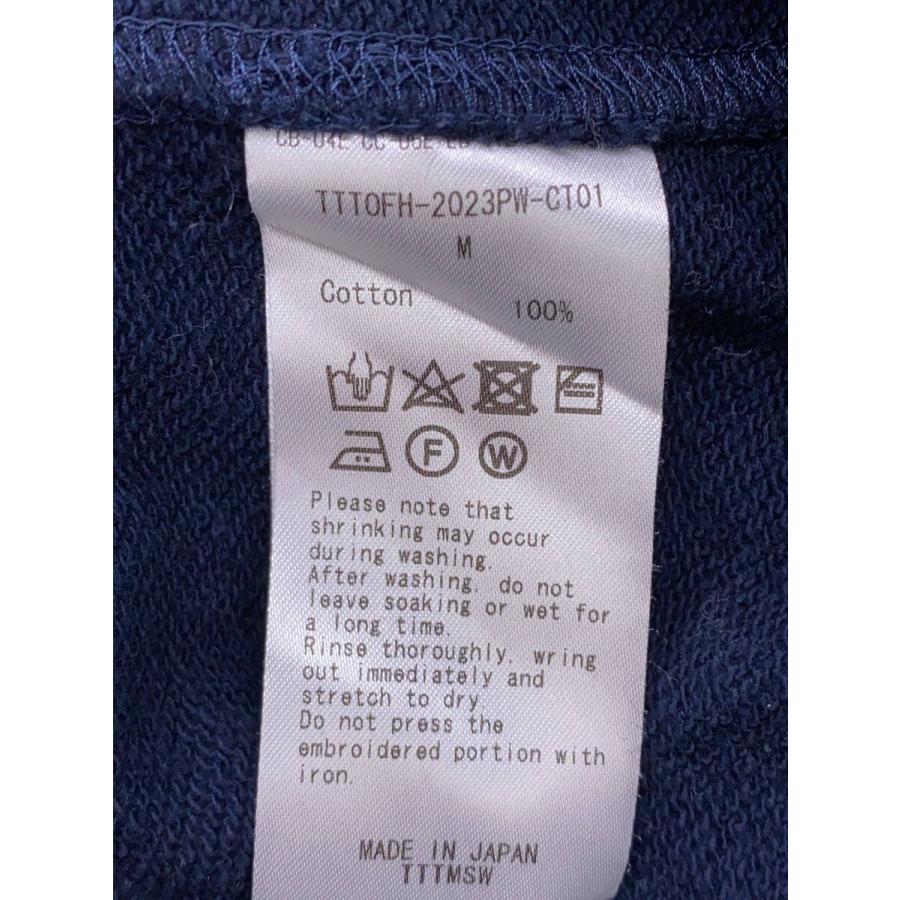 TTTOFH-2023PW-CT01
M
Cotton 100%
F W
Please note that
shrinking may occur
during washing.
After washing, do not
leave soaking or wet for
a long time.
Rinse thoroughly, wring
out immediately and
stretch to dry.
Do not press the
embroidered portion with
iron.
MADE IN JAPAN
TTTMSW